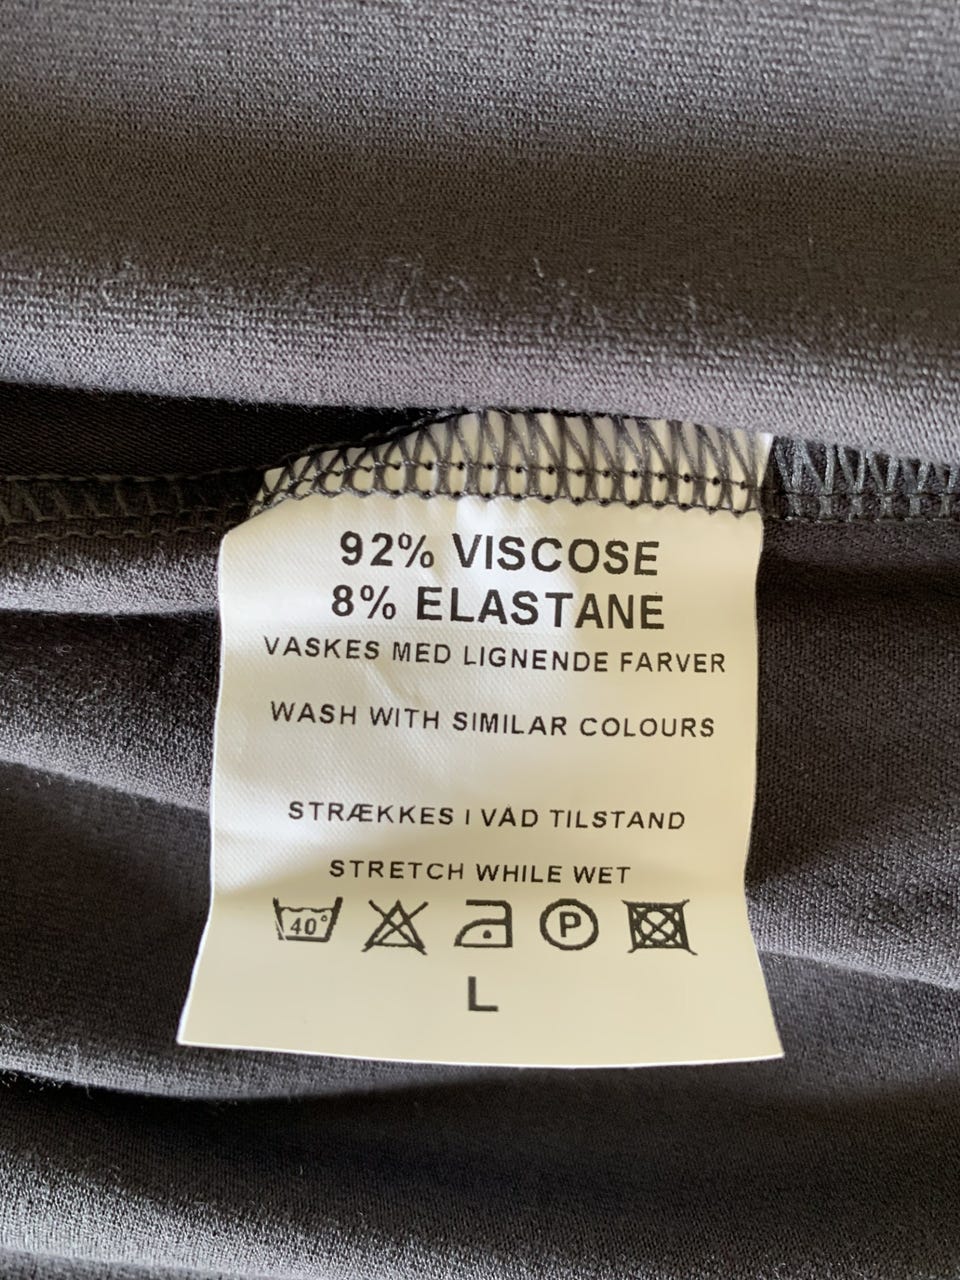 92% VISCOSE
8% ELASTANE
VASKES MED LIGNENDE FARVER
WASH WITH SIMILAR COLOURS
STRÆKKES I VÅD TILSTAND
STRETCH WHILE WET
40° P
L